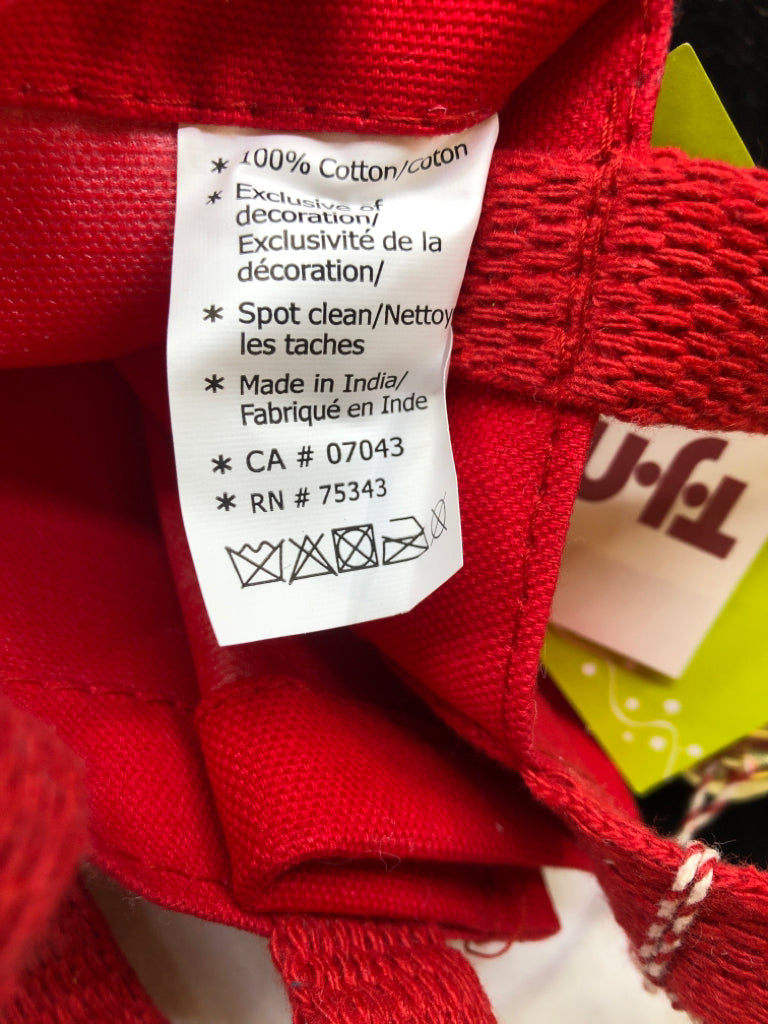 * 100% Cotton/Coton
* Exclusive of
decoration/
Exclusivité de la
décoration/
* Spot clean/Nettoy
les taches
* Made in India/
Fabriqué en Inde
* CA # 07043
* RN # 75343
T·J·m